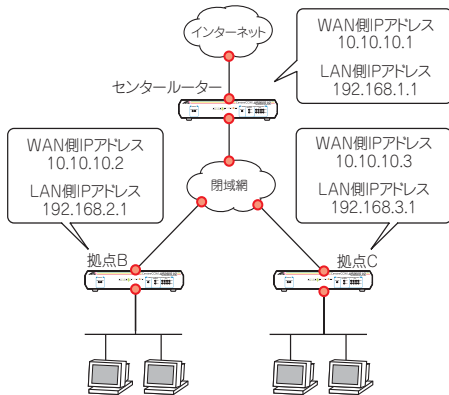 インターネット
WAN側IPアドレス
10.10.10.1
LAN側IPアドレス
192.168.1.1
センタールーター
WAN側IPアドレス
10.10.10.2
LAN側IPアドレス
192.168.2.1
閉域網
WAN側IPアドレス
10.10.10.3
LAN側IPアドレス
192.168.3.1
拠点B
拠点C